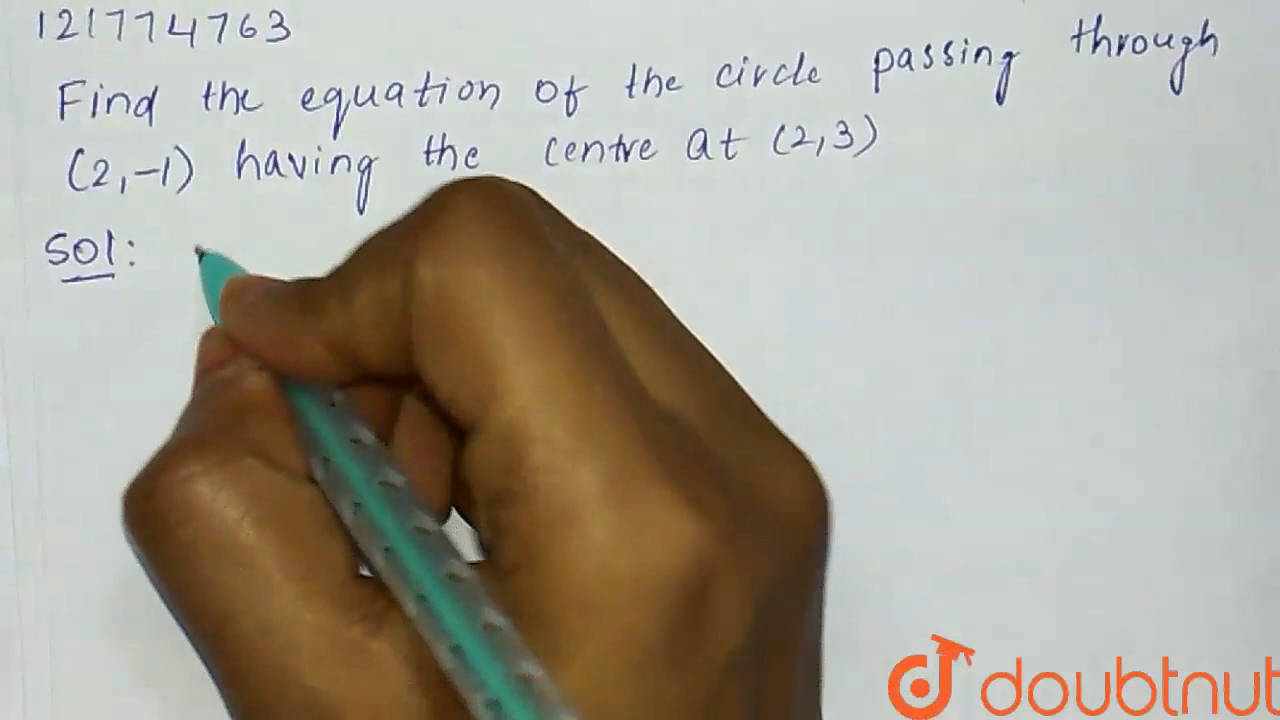 121774763
Find the equation of the circle passing through
(2,-1) having the centre at (2,3)
Sol:
doubtnut